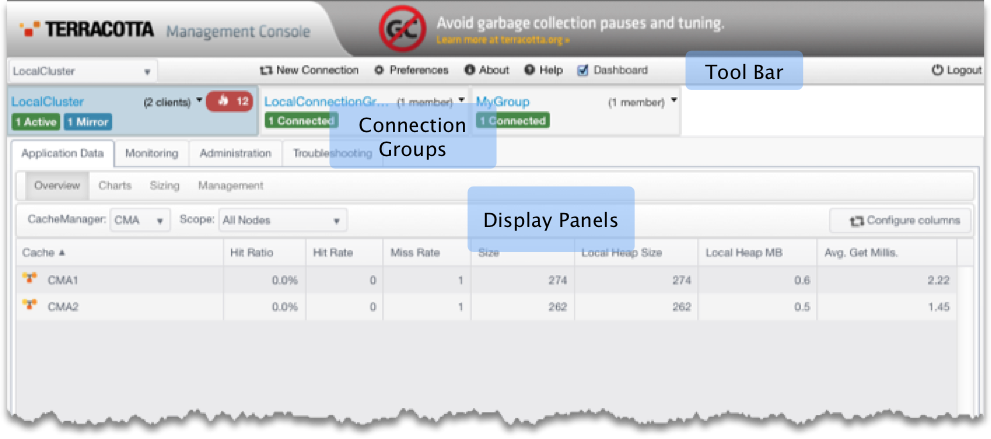 TERRACOTTA Management Console
GC
Avoid garbage collection pauses and tuning.
Learn more at terracotta.org »
LocalCluster
New Connection Preferences About Help Dashboard
Tool Bar
Logout
LocalCluster (2 clients) 12
1 Active 1 Mirror
LocalConnectionGr... (1 member)
1 Connected
MyGroup (1 member)
1 Connected
Connection
Groups
Application Data Monitoring Administration Troubleshooting
Overview Charts Sizing Management
Display Panels
CacheManager: CMA Scope: All Nodes Configure columns
Cache Hit Ratio Hit Rate Miss Rate Size Local Heap Size Local Heap MB Avg. Get Millis.
CMA1 0.0% 0 1 274 274 0.6 2.22
CMA2 0.0% 0 1 262 262 0.5 1.45